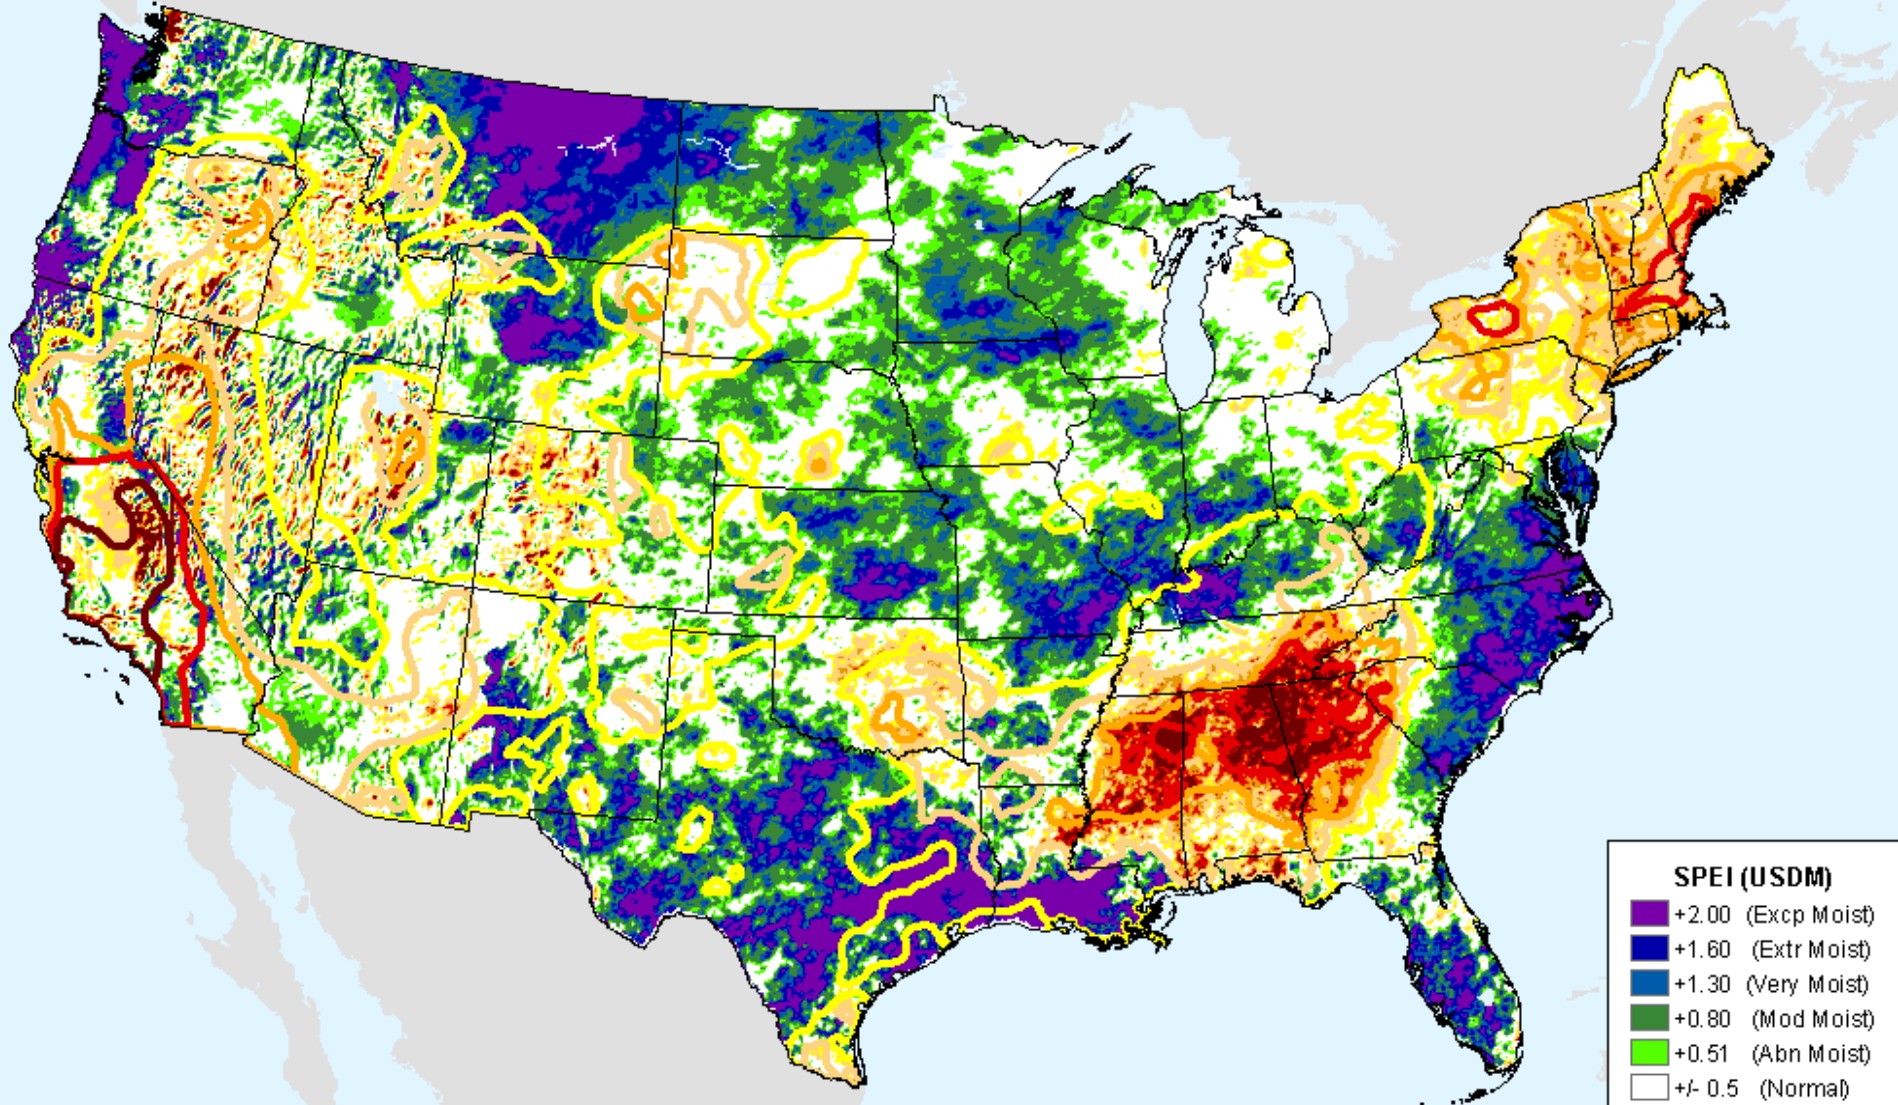 SPEI (USDM)
+2.00 (Excp Moist)
+1.60 (Extr Moist)
+1.30 (Very Moist)
+0.80 (Mod Moist)
+0.51 (Abn Moist)
+/- 0.5 (Normal)